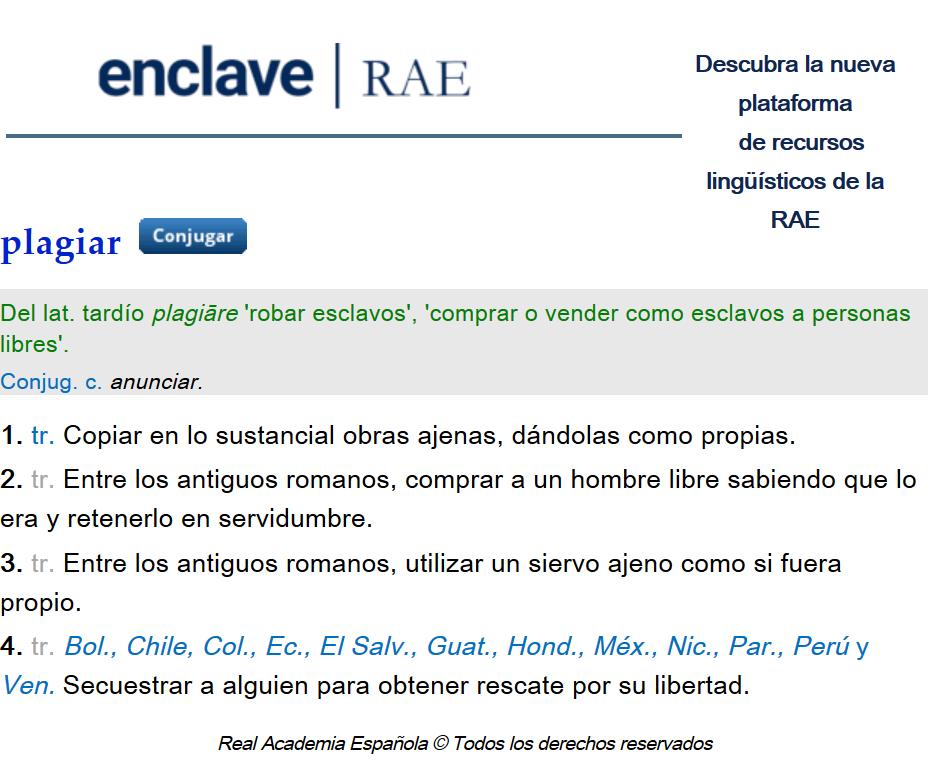 enclave | RAE
Descubra la nueva
plataforma
de recursos
lingüísticos de la
RAE
plagiar Conjugar
Del lat. tardío plagiāre 'robar esclavos', 'comprar o vender como esclavos a personas
libres'.
Conjug. c. anunciar.
1. tr. Copiar en lo sustancial obras ajenas, dándolas como propias.
2. tr. Entre los antiguos romanos, comprar a un hombre libre sabiendo que lo
era y retenerlo en servidumbre.
3. tr. Entre los antiguos romanos, utilizar un siervo ajeno como si fuera
propio.
4. tr. Bol., Chile, Col., Ec., El Salv., Guat., Hond., Méx., Nic., Par., Perú y
Ven. Secuestrar a alguien para obtener rescate por su libertad.
Real Academia Española © Todos los derechos reservados